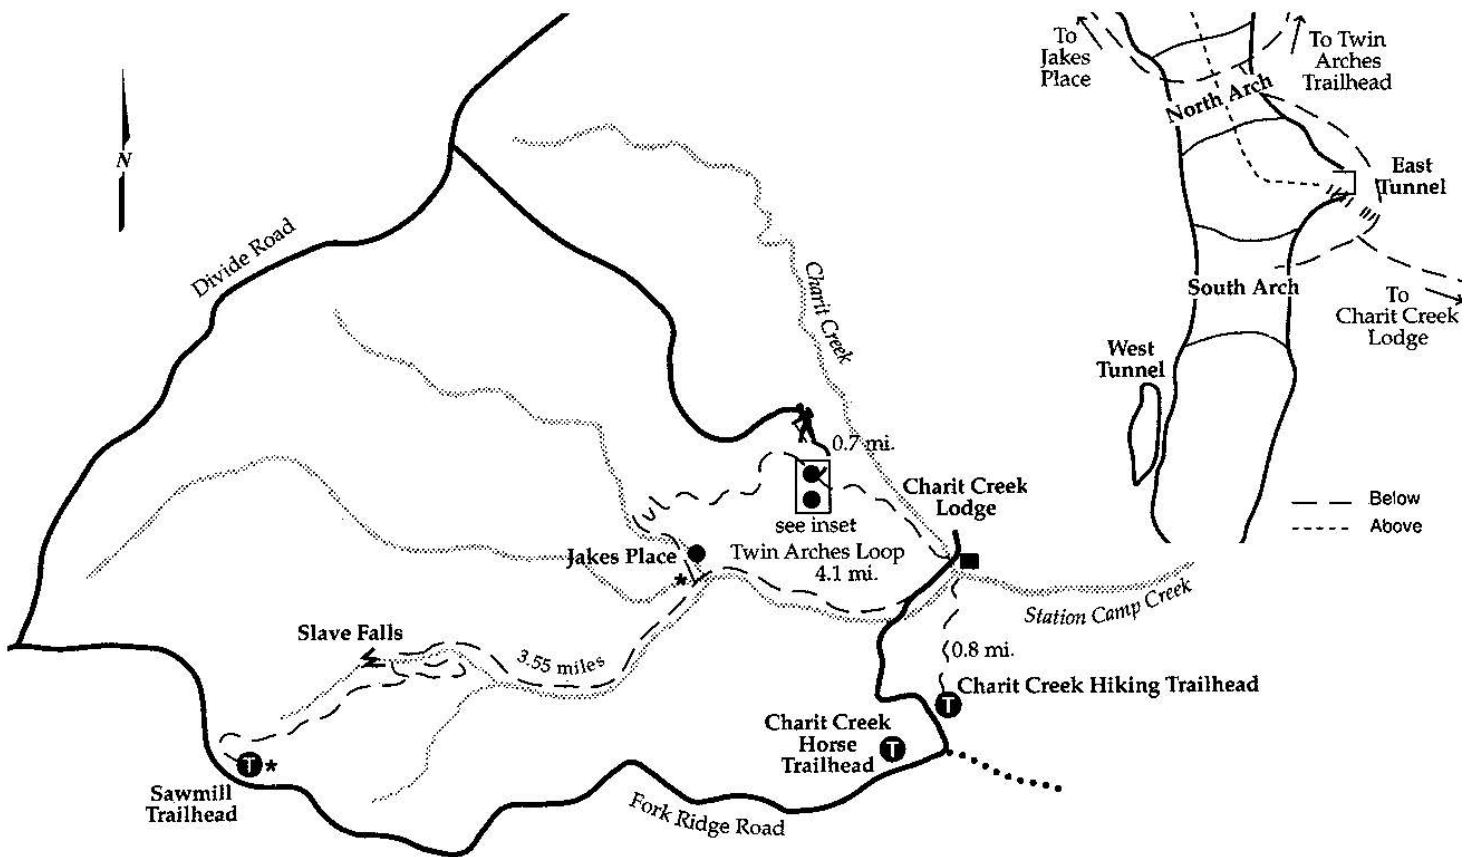 N
Divide Road
Charit Creek
0.7 mi.
see inset
Charit Creek
Lodge
Jakes Place
*
Twin Arches Loop
4.1 mi.
Station Camp Creek
Slave Falls
3.55 miles
0.8 mi.
T
Charit Creek Hiking Trailhead
Charit Creek
Horse
Trailhead
T
T *
Sawmill
Trailhead
Fork Ridge Road
To
Jakes
Place
To Twin
Arches
Trailhead
North Arch
East
Tunnel
South Arch
To
Charit Creek
Lodge
West
Tunnel
Below
Above